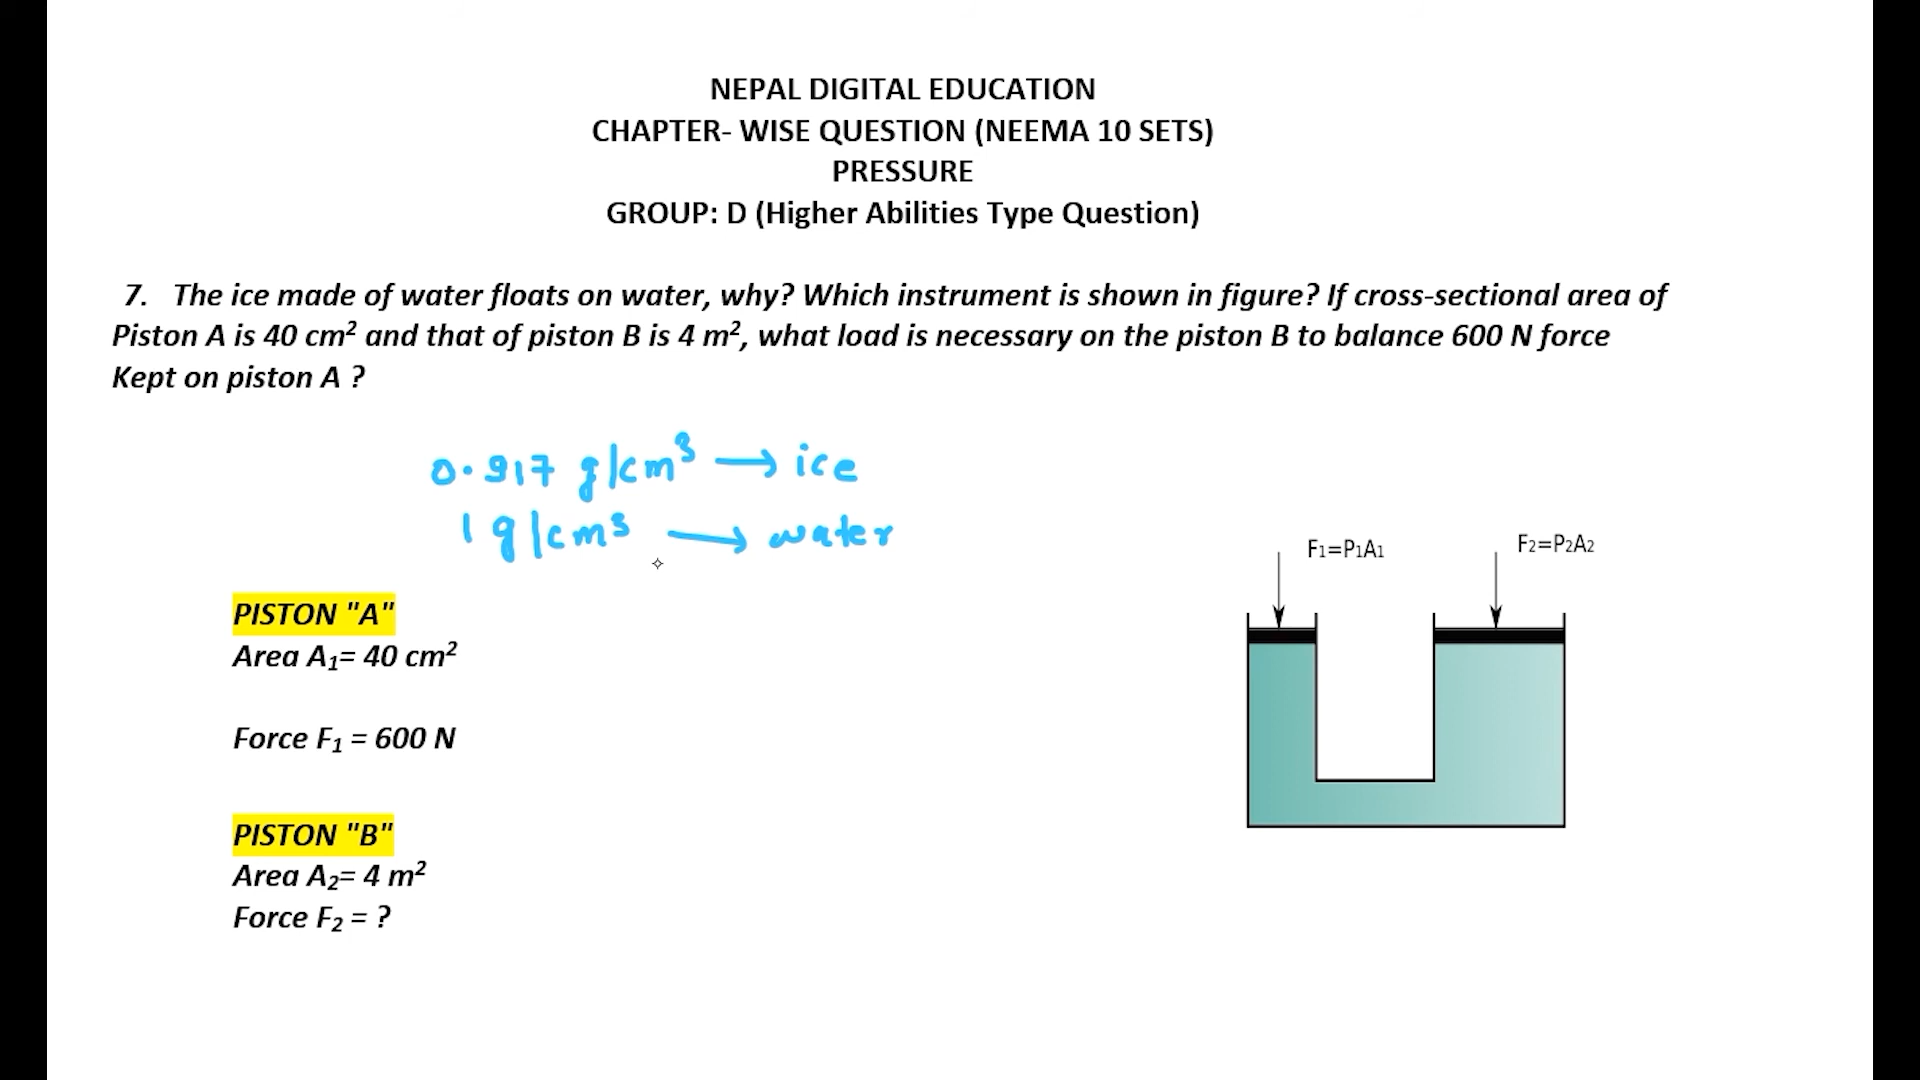 NEPAL DIGITAL EDUCATION
CHAPTER- WISE QUESTION (NEEMA 10 SETS)
PRESSURE
GROUP: D (Higher Abilities Type Question)
7. The ice made of water floats on water, why? Which instrument is shown in figure? If cross-sectional area of
Piston A is 40 cm² and that of piston B is 4 m², what load is necessary on the piston B to balance 600 N force
Kept on piston A ?
0.917 g/cm³ → ice
1 g/cm³ → water
F₁=P₁A₁
F₂=P₂A₂
PISTON "A"
Area A₁= 40 cm²
Force F₁ = 600 N
PISTON "B"
Area A₂= 4 m²
Force F₂ = ?